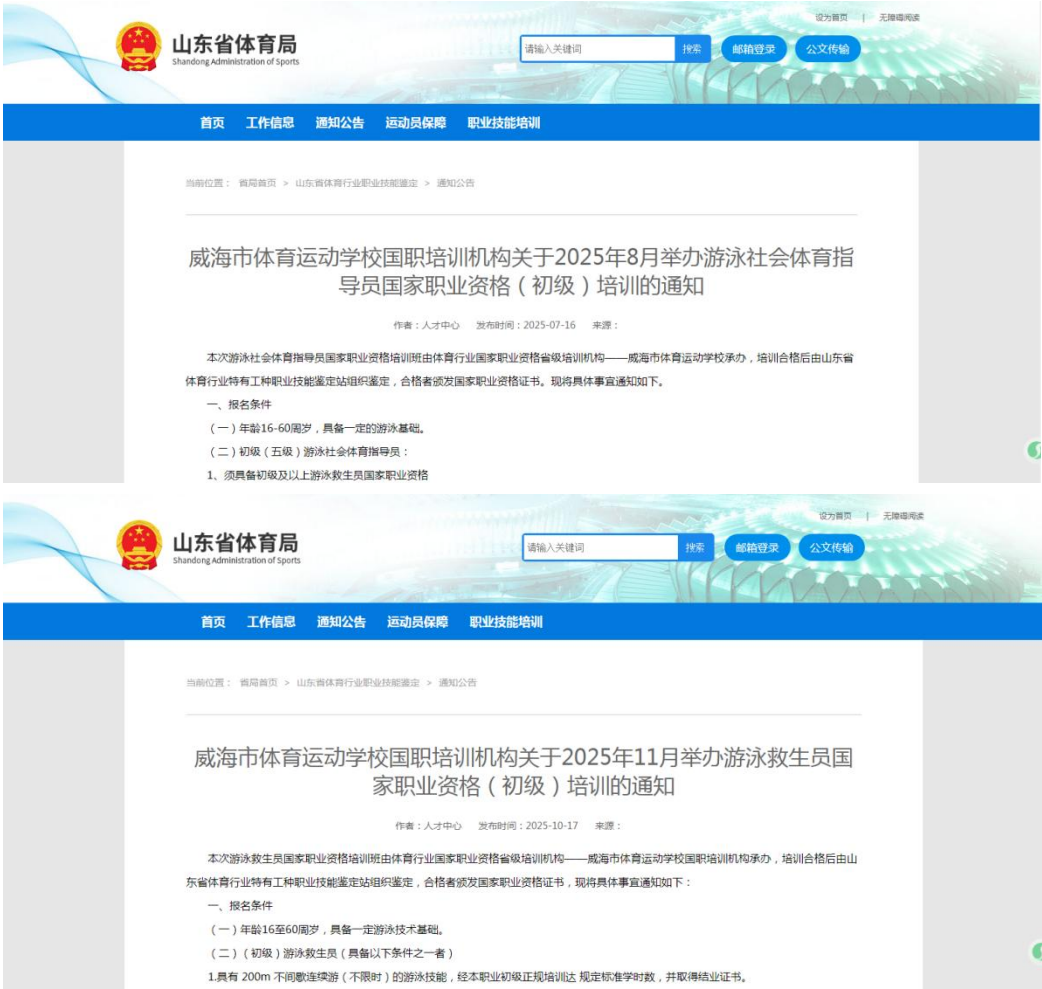 设为首页 | 无障碍阅读
山东省体育局
Shandong Administration of Sports
请输入关键词 搜索 邮箱登录 公文传输
首页 工作信息 通知公告 运动员保障 职业技能培训
当前位置： 省局首页 > 山东省体育行业职业技能鉴定 > 通知公告
威海市体育运动学校国职培训机构关于2025年8月举办游泳社会体育指
导员国家职业资格（初级）培训的通知
作者：人才中心 发布时间：2025-07-16 来源：
本次游泳社会体育指导员国家职业资格培训班由体育行业国家职业资格省级培训机构——威海市体育运动学校承办，培训合格后由山东省
体育行业特有工种职业技能鉴定站组织鉴定，合格者颁发国家职业资格证书。现将具体事宜通知如下。
一、报名条件
（一）年龄16-60周岁，具备一定的游泳基础。
（二）初级（五级）游泳社会体育指导员：
1、须具备初级及以上游泳救生员国家职业资格
设为首页 | 无障碍阅读
山东省体育局
Shandong Administration of Sports
请输入关键词 搜索 邮箱登录 公文传输
首页 工作信息 通知公告 运动员保障 职业技能培训
当前位置： 省局首页 > 山东省体育行业职业技能鉴定 > 通知公告
威海市体育运动学校国职培训机构关于2025年11月举办游泳救生员国
家职业资格（初级）培训的通知
作者：人才中心 发布时间：2025-10-17 来源：
本次游泳救生员国家职业资格培训班由体育行业国家职业资格省级培训机构——威海市体育运动学校国职培训机构承办，培训合格后由山
东省体育行业特有工种职业技能鉴定站组织鉴定，合格者颁发国家职业资格证书，现将具体事宜通知如下：
一、报名条件
（一）年龄16至60周岁，具备一定游泳技术基础。
（二）（初级）游泳救生员（具备以下条件之一者）
1.具有 200m 不间歇连续游（不限时）的游泳技能，经本职业初级正规培训达 规定标准学时数，并取得结业证书。